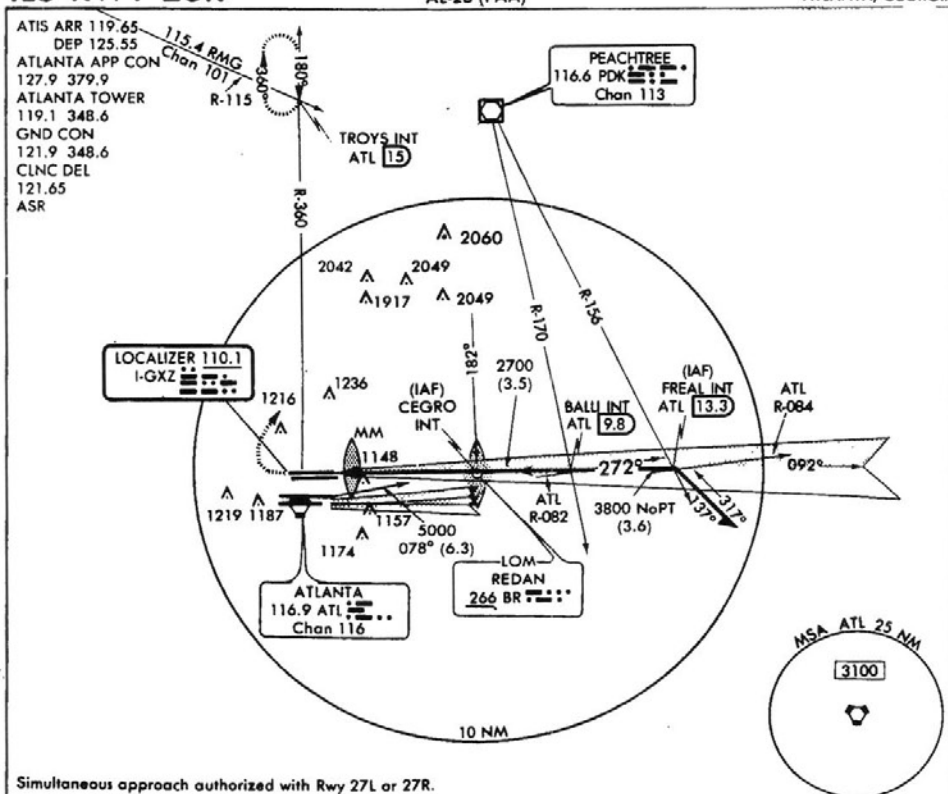 ATIS ARR 119.65
DEP 125.55
ATLANTA APP CON
127.9 379.9
ATLANTA TOWER
119.1 348.6
GND CON
121.9 348.6
CLNC DEL
121.65
ASR
115.4 RMG
Chan 101
R-115
360°
180°
TROYS INT
ATL 15
R-360
PEACHTREE
116.6 PDK
Chan 113
2060
2042
2049
1917
2049
R-170
R-156
182°
LOCALIZER 110.1
I-GXZ
1216
1236
(IAF)
CEGRO
INT
2700
(3.5)
BALLI INT
ATL 9.8
(IAF)
FREAL INT
ATL 13.3
ATL
R-084
MM
1148
272°
092°
ATL
R-082
3800 NoPT
(3.6)
137°
317°
1219
1187
1157
1174
5000
078° (6.3)
LOM
REDAN
266 BR
ATLANTA
116.9 ATL
Chan 116
MSA ATL 25 NM
3100
10 NM
Simultaneous approach authorized with Rwy 27L or 27R.